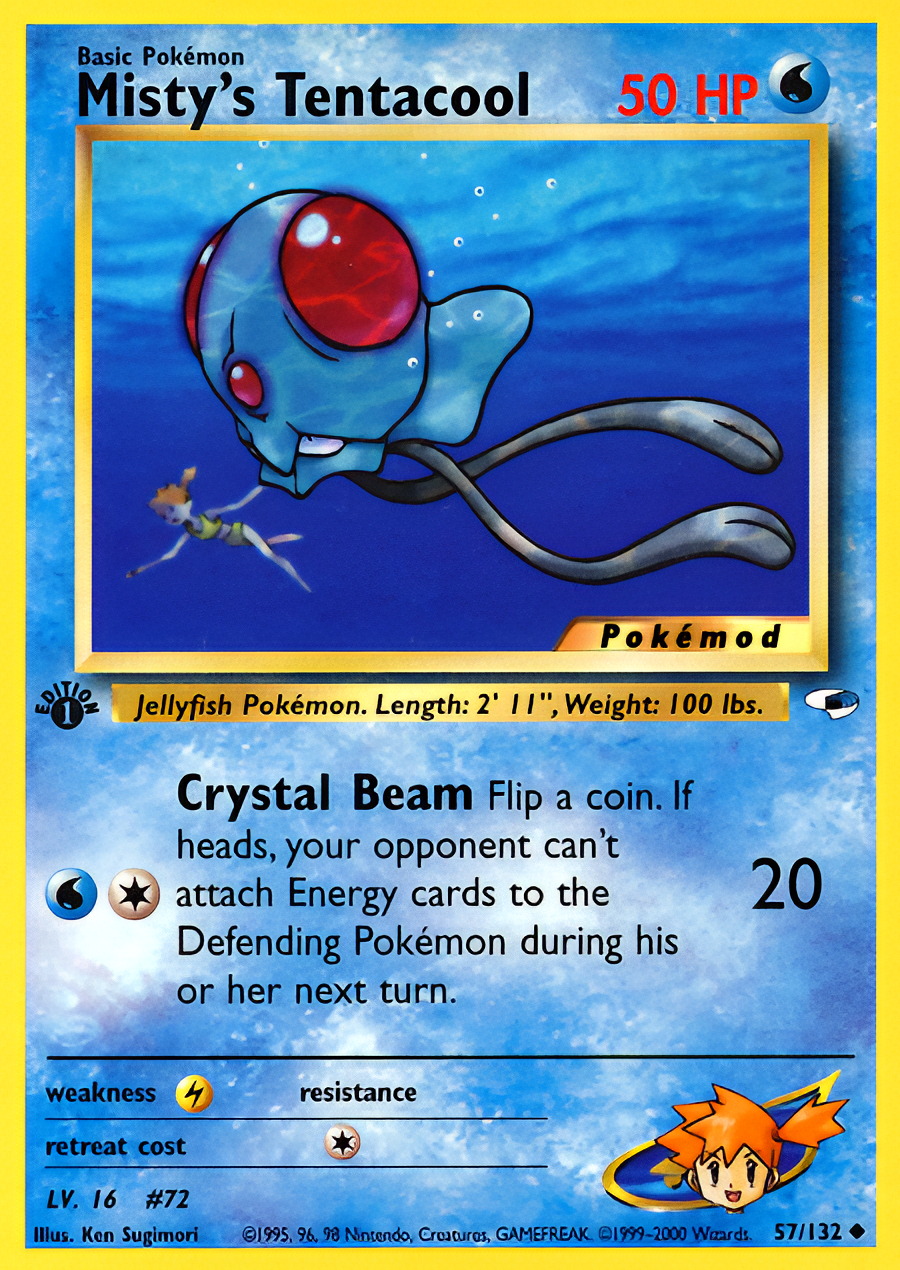 Basic Pokémon
Misty's Tentacool 50 HP
Pokémod
EDITION 1
Jellyfish Pokémon. Length: 2' 11", Weight: 100 lbs.
Crystal Beam Flip a coin. If
heads, your opponent can't
attach Energy cards to the
Defending Pokémon during his
or her next turn.
20
weakness resistance
retreat cost
LV. 16 #72
Illus. Ken Sugimori ©1995, 96, 98 Nintendo, Creatures, GAMEFREAK. ©1999-2000 Wizards. 57/132